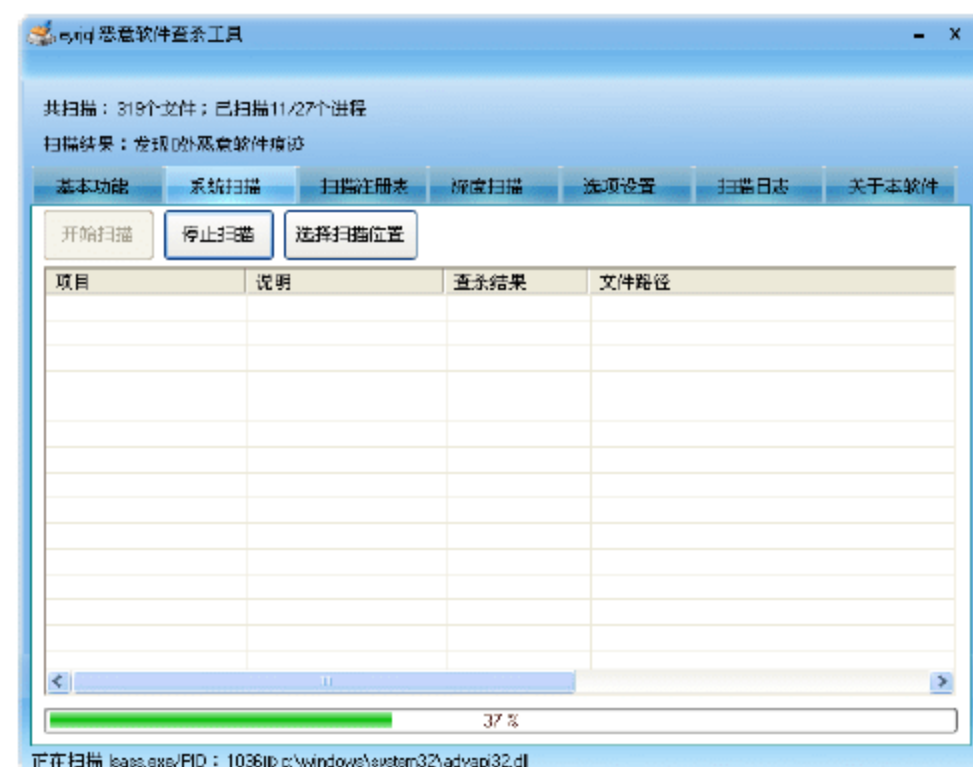 恶意软件查杀工具
共扫描：319个文件；已扫描11/27个进程
扫描结果：发现0处恶意软件痕迹
基本功能 系统扫描 扫描注册表 深度扫描 选项设置 扫描日志 关于本软件
开始扫描 停止扫描 选择扫描位置
项目 说明 查杀结果 文件路径
37 %
正在扫描 lsass.exe/PID：1036的 c:\windows\system32\advapi32.dll